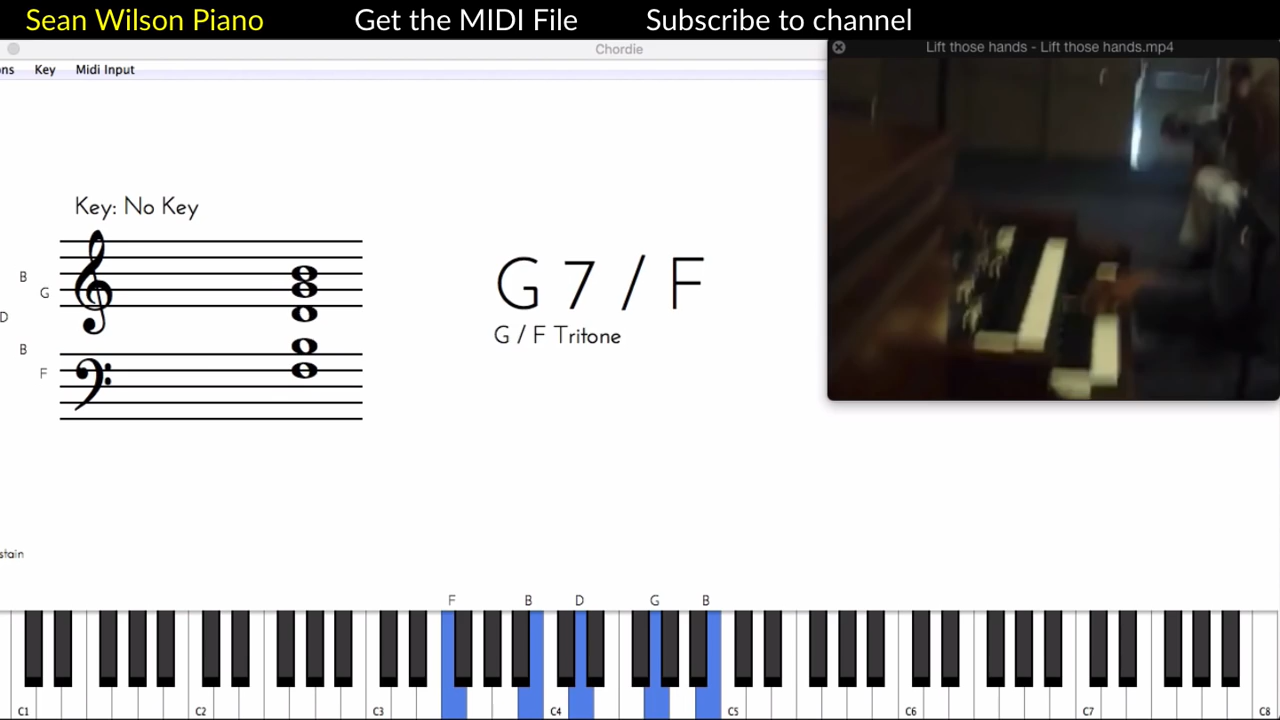 Sean Wilson Piano Get the MIDI File Subscribe to channel
Chordie
Lift those hands - Lift those hands.mp4
ns Key Midi Input
Key: No Key
B
G
D
B
F
G 7 / F
G / F Tritone
stain
F B D G B
C1 C2 C3 C4 C5 C6 C7 C8